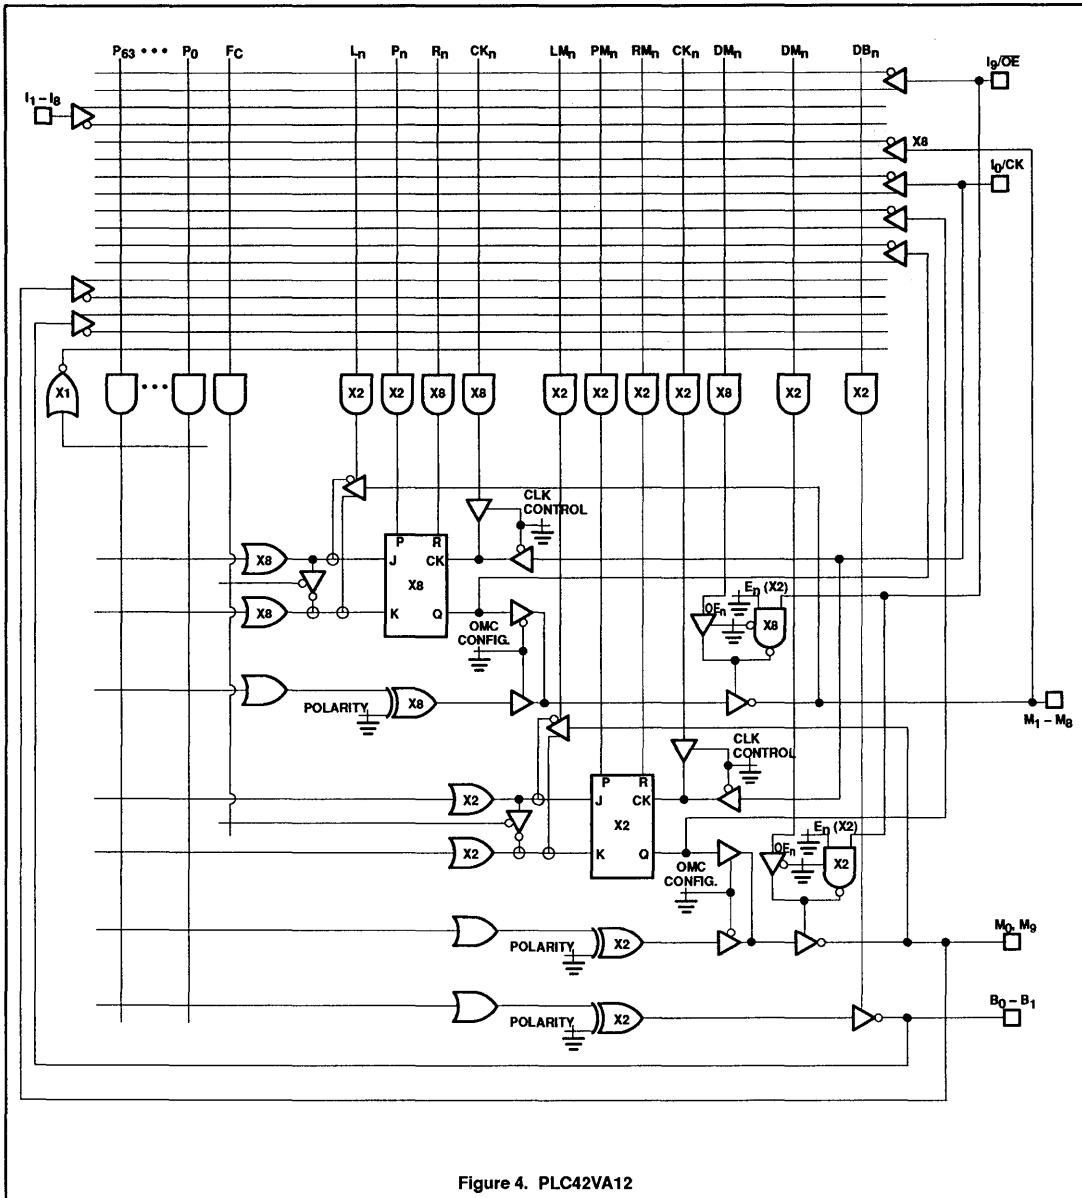 P63 ••• P0 FC Ln Pn Rn CKn LMn PMn RMn CKn DMn DMn DBn
I9/OE
I1 – I8
X8
I0/CK
X1 ••• X2 X2 X8 X8 X2 X2 X2 X2 X8 X2 X2
CLK
CONTROL
P R
X8 J CK
X8
En (X2)
X8 K Q
OEn X8
OMC
CONFIG.
POLARITY X8
M1 – M8
CLK
CONTROL
P R
X2 J CK
X2
En (X2)
X2 K Q
OEn X2
OMC
CONFIG.
M0, M9
POLARITY X2
B0 – B1
POLARITY X2
Figure 4. PLC42VA12